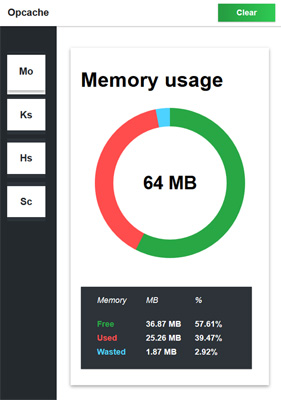 Opcache Clear
Mo
Ks
Hs
Sc
Memory usage
64 MB
Memory MB %
Free 36.87 MB 57.61%
Used 25.26 MB 39.47%
Wasted 1.87 MB 2.92%